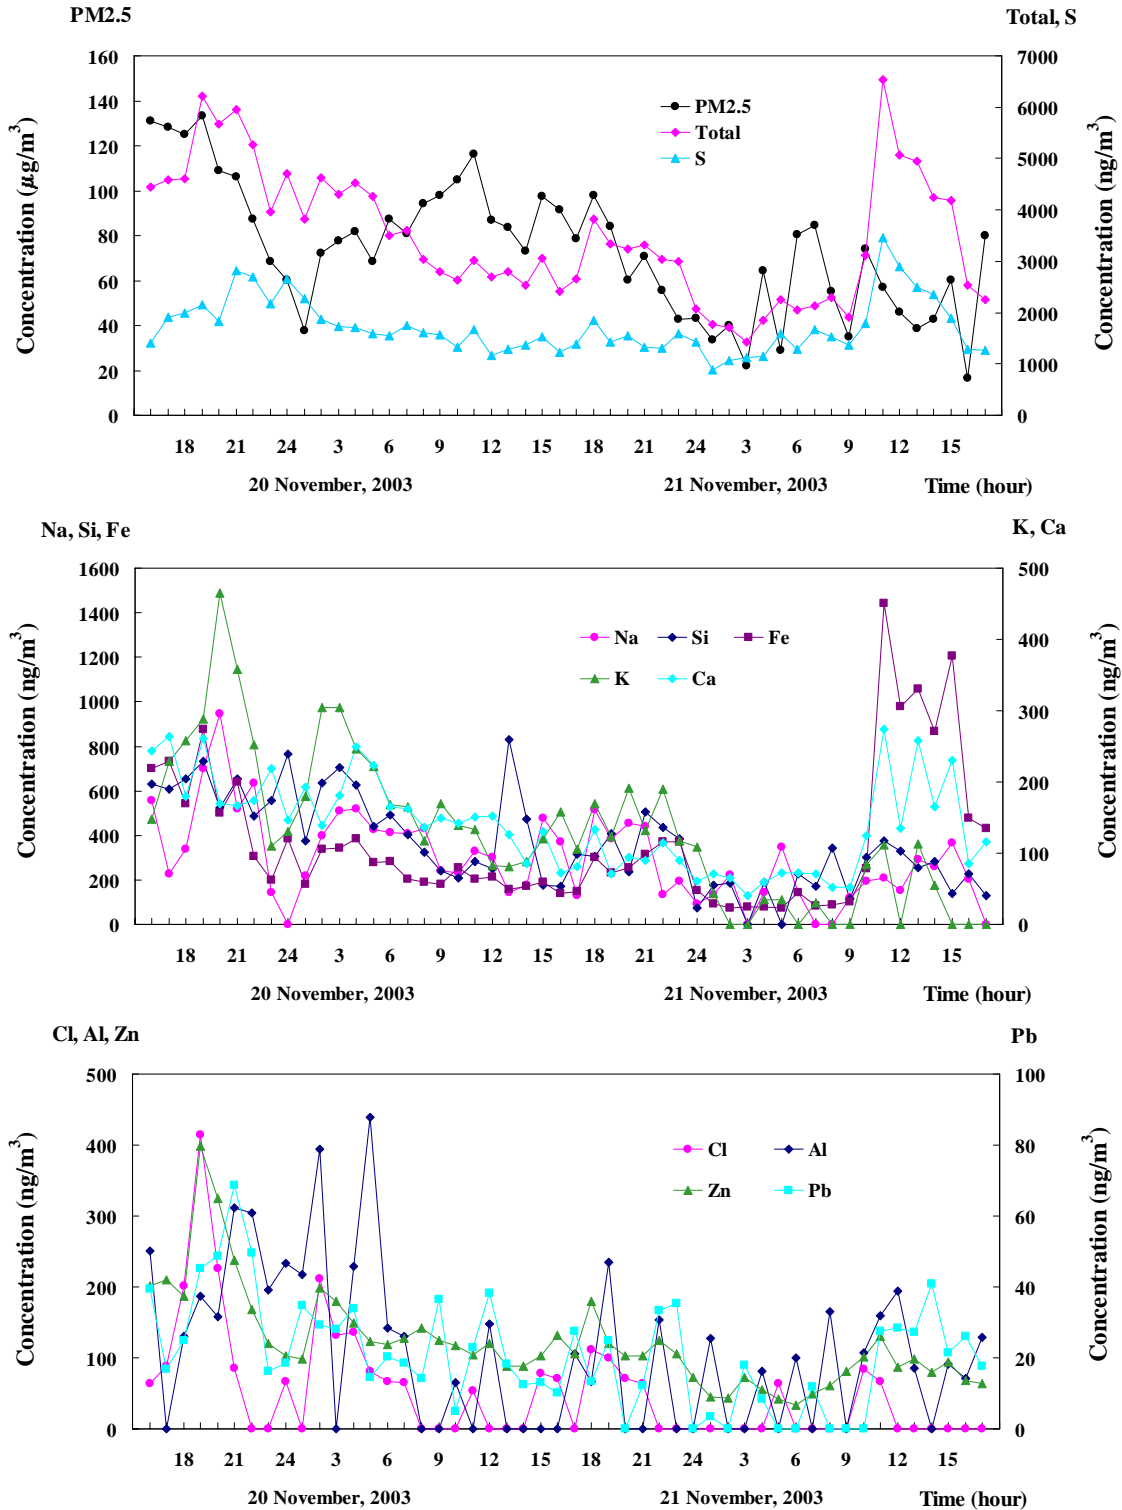 PM2.5 Total, S
160 7000
140 6000
120 5000
100 4000
80 3000
60 2000
40 1000
20 0
0
Concentration (μg/m³)
Concentration (ng/m³)
PM2.5
Total
S
18 21 24 3 6 9 12 15 18 21 24 3 6 9 12 15
20 November, 2003 21 November, 2003 Time (hour)
Na, Si, Fe K, Ca
1600 500
1400 400
1200 300
1000 200
800 100
600 0
400
200
0
Concentration (ng/m³)
Concentration (ng/m³)
Na Si Fe
K Ca
18 21 24 3 6 9 12 15 18 21 24 3 6 9 12 15
20 November, 2003 21 November, 2003 Time (hour)
Cl, Al, Zn Pb
500 100
400 80
300 60
200 40
100 20
0 0
Concentration (ng/m³)
Concentration (ng/m³)
Cl Al
Zn Pb
18 21 24 3 6 9 12 15 18 21 24 3 6 9 12 15
20 November, 2003 21 November, 2003 Time (hour)